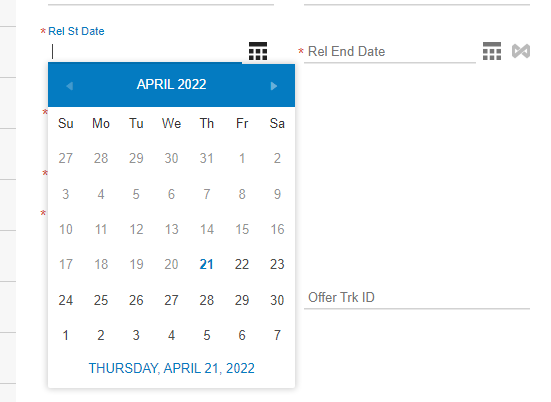 * Rel St Date
* Rel End Date
APRIL 2022
*
Su Mo Tu We Th Fr Sa
27 28 29 30 31 1 2
*
3 4 5 6 7 8 9
*
10 11 12 13 14 15 16
17 18 19 20 21 22 23
24 25 26 27 28 29 30
Offer Trk ID
1 2 3 4 5 6 7
THURSDAY, APRIL 21, 2022